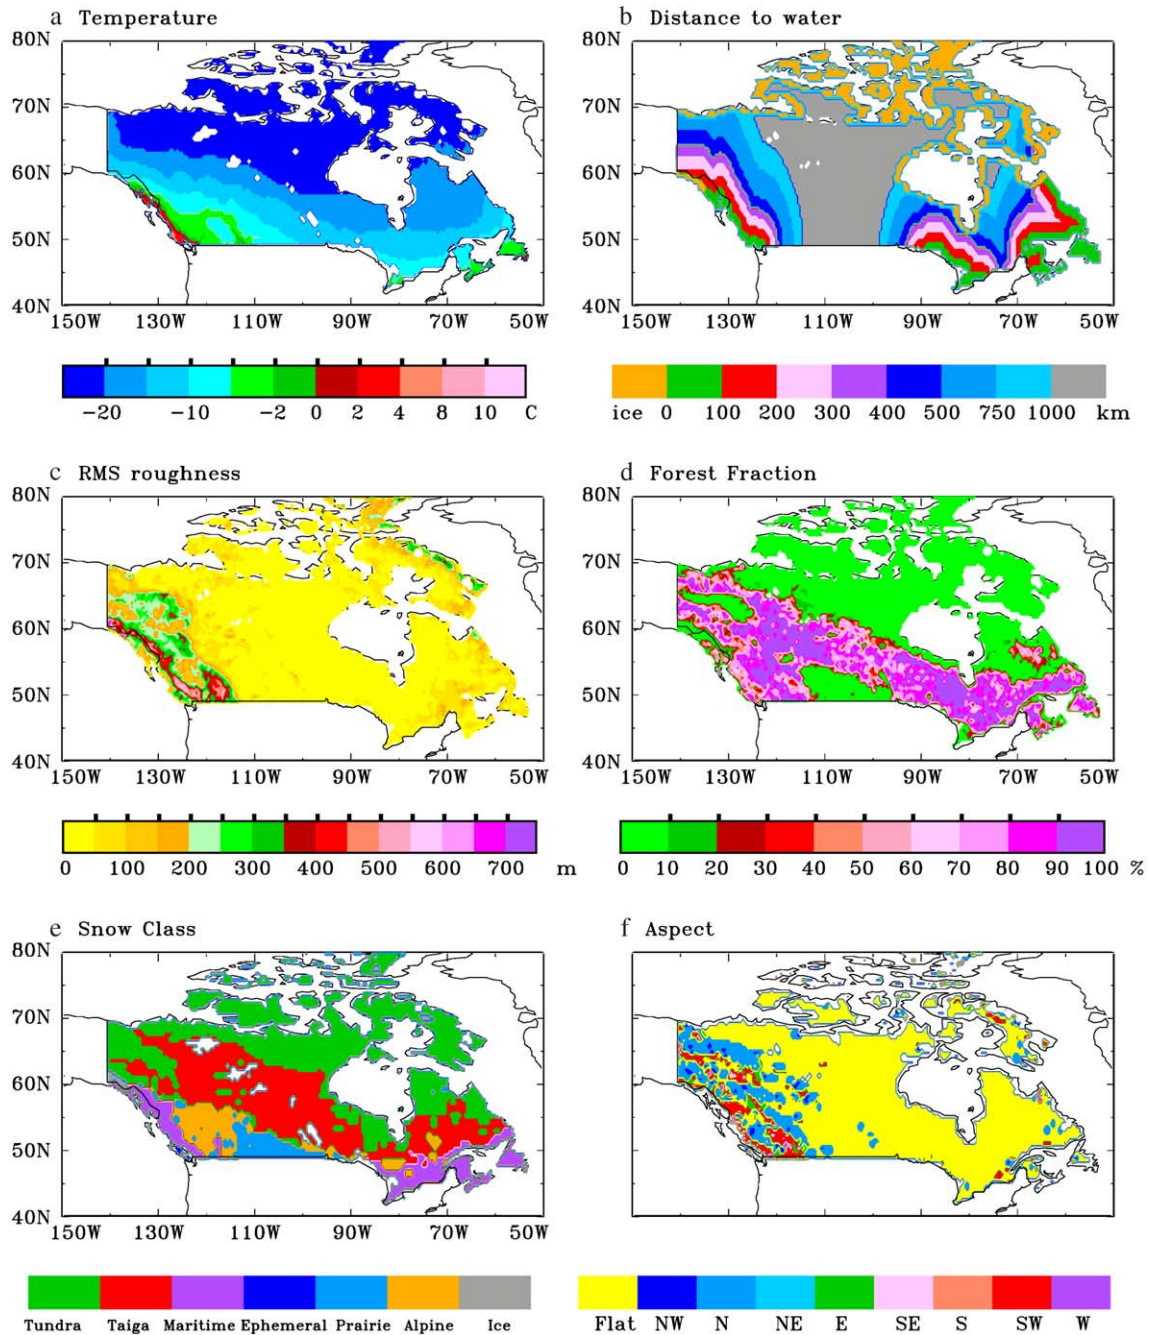 a Temperature
b Distance to water
80N
70N
60N
50N
40N
150W 130W 110W 90W 70W 50W
80N
70N
60N
50N
40N
150W 130W 110W 90W 70W 50W
-20 -10 -2 0 2 4 8 10 C
ice 0 100 200 300 400 500 750 1000 km
c RMS roughness
d Forest Fraction
80N
70N
60N
50N
40N
150W 130W 110W 90W 70W 50W
80N
70N
60N
50N
40N
150W 130W 110W 90W 70W 50W
0 100 200 300 400 500 600 700 m
0 10 20 30 40 50 60 70 80 90 100 %
e Snow Class
f Aspect
80N
70N
60N
50N
40N
150W 130W 110W 90W 70W 50W
Tundra Taiga Maritime Ephemeral Prairie Alpine Ice
Flat NW N NE E SE S SW W